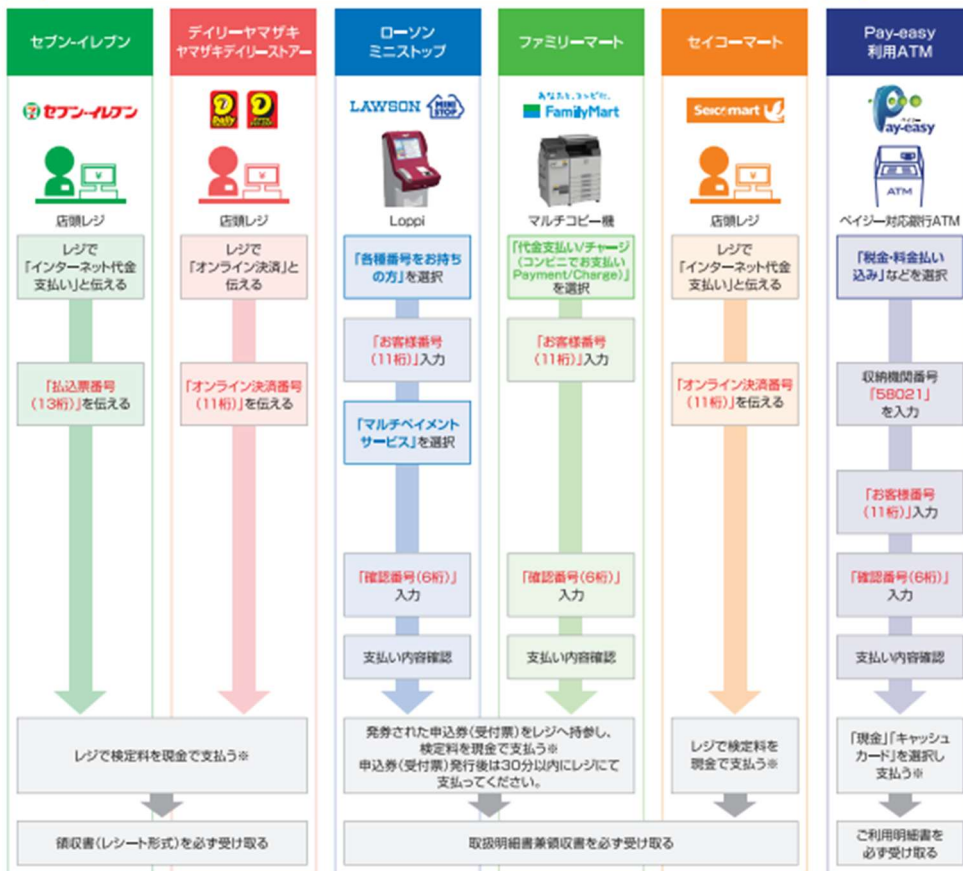 セブン-イレブン
デイリーヤマザキ
ヤマザキデイリーストアー
ローソン
ミニストップ
ファミリーマート
セイコーマート
Pay-easy
利用ATM
セブン-イレブン
Daily
LAWSON
MINI
STOP
あなたと、コンビに、
FamilyMart
Seicomart
ペイジー
Pay-easy
¥
¥
¥
ATM
店頭レジ
店頭レジ
Loppi
マルチコピー機
店頭レジ
ペイジー対応銀行ATM
レジで
「インターネット代金
支払い」と伝える
レジで
「オンライン決済」と
伝える
「各種番号をお持ち
の方」を選択
「代金支払い/チャージ
(コンビニでお支払い
Payment/Charge)」
を選択
レジで
「インターネット代金
支払い」と伝える
「税金・料金払い
込み」などを選択
「お客様番号
(11桁)」入力
「お客様番号
(11桁)」入力
「払込票番号
(13桁)」を伝える
「オンライン決済番号
(11桁)」を伝える
「オンライン決済番号
(11桁)」を伝える
収納機関番号
「58021」
を入力
「マルチペイメント
サービス」を選択
「お客様番号
(11桁)」入力
「確認番号(6桁)」
入力
「確認番号(6桁)」
入力
「確認番号(6桁)」
入力
支払い内容確認
支払い内容確認
支払い内容確認
レジで検定料を現金で支払う※
発券された申込券(受付票)をレジへ持参し、
検定料を現金で支払う※
申込券(受付票)発行後は30分以内にレジにて
支払ってください。
レジで検定料を
現金で支払う※
「現金」「キャッシュ
カード」を選択し
支払う※
領収書(レシート形式)を必ず受け取る
取扱明細書兼領収書を必ず受け取る
ご利用明細書を
必ず受け取る